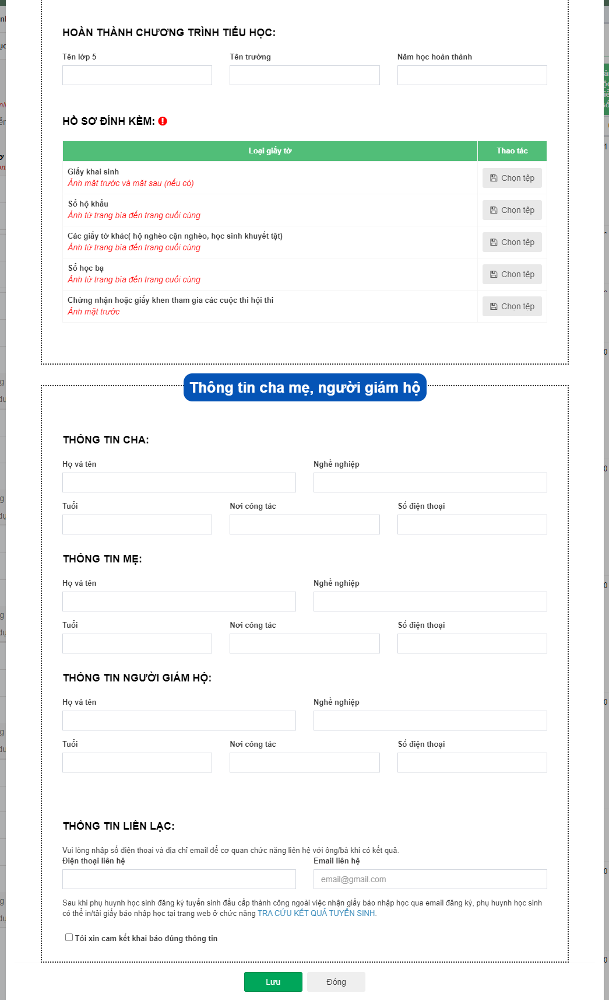 HOÀN THÀNH CHƯƠNG TRÌNH TIỂU HỌC:
Tên lớp 5
Tên trường
Năm học hoàn thành
HỒ SƠ ĐÍNH KÈM:
Loại giấy tờ
Thao tác
Giấy khai sinh
Ảnh mặt trước và mặt sau (nếu có)
Chọn tệp
Sổ hộ khẩu
Ảnh từ trang bìa đến trang cuối cùng
Chọn tệp
Các giấy tờ khác( hộ nghèo cận nghèo, học sinh khuyết tật)
Ảnh từ trang bìa đến trang cuối cùng
Chọn tệp
Sổ học bạ
Ảnh từ trang bìa đến trang cuối cùng
Chọn tệp
Chứng nhận hoặc giấy khen tham gia các cuộc thi hội thi
Ảnh mặt trước
Chọn tệp
Thông tin cha mẹ, người giám hộ
THÔNG TIN CHA:
Họ và tên
Nghề nghiệp
Tuổi
Nơi công tác
Số điện thoại
THÔNG TIN MẸ:
Họ và tên
Nghề nghiệp
Tuổi
Nơi công tác
Số điện thoại
THÔNG TIN NGƯỜI GIÁM HỘ:
Họ và tên
Nghề nghiệp
Tuổi
Nơi công tác
Số điện thoại
THÔNG TIN LIÊN LẠC:
Vui lòng nhập số điện thoại và địa chỉ email để cơ quan chức năng liên hệ với ông/bà khi có kết quả.
Điện thoại liên hệ
Email liên hệ
email@gmail.com
Sau khi phụ huynh học sinh đăng ký tuyển sinh đầu cấp thành công ngoài việc nhận giấy báo nhập học qua email đăng ký, phụ huynh học sinh
có thể in/tải giấy báo nhập học tại trang web ở chức năng TRA CỨU KẾT QUẢ TUYỂN SINH.
Tôi xin cam kết khai báo đúng thông tin
Lưu
Đóng